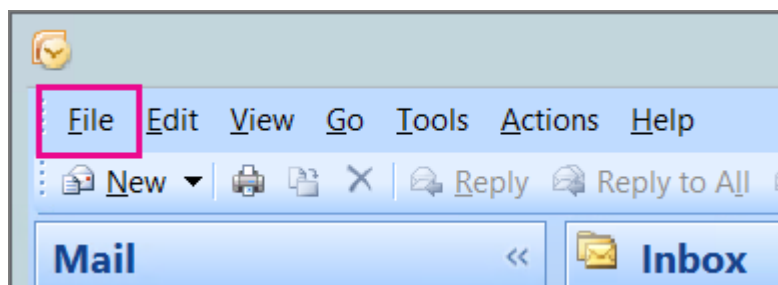 File Edit View Go Tools Actions Help
New Reply Reply to All
Mail « Inbox